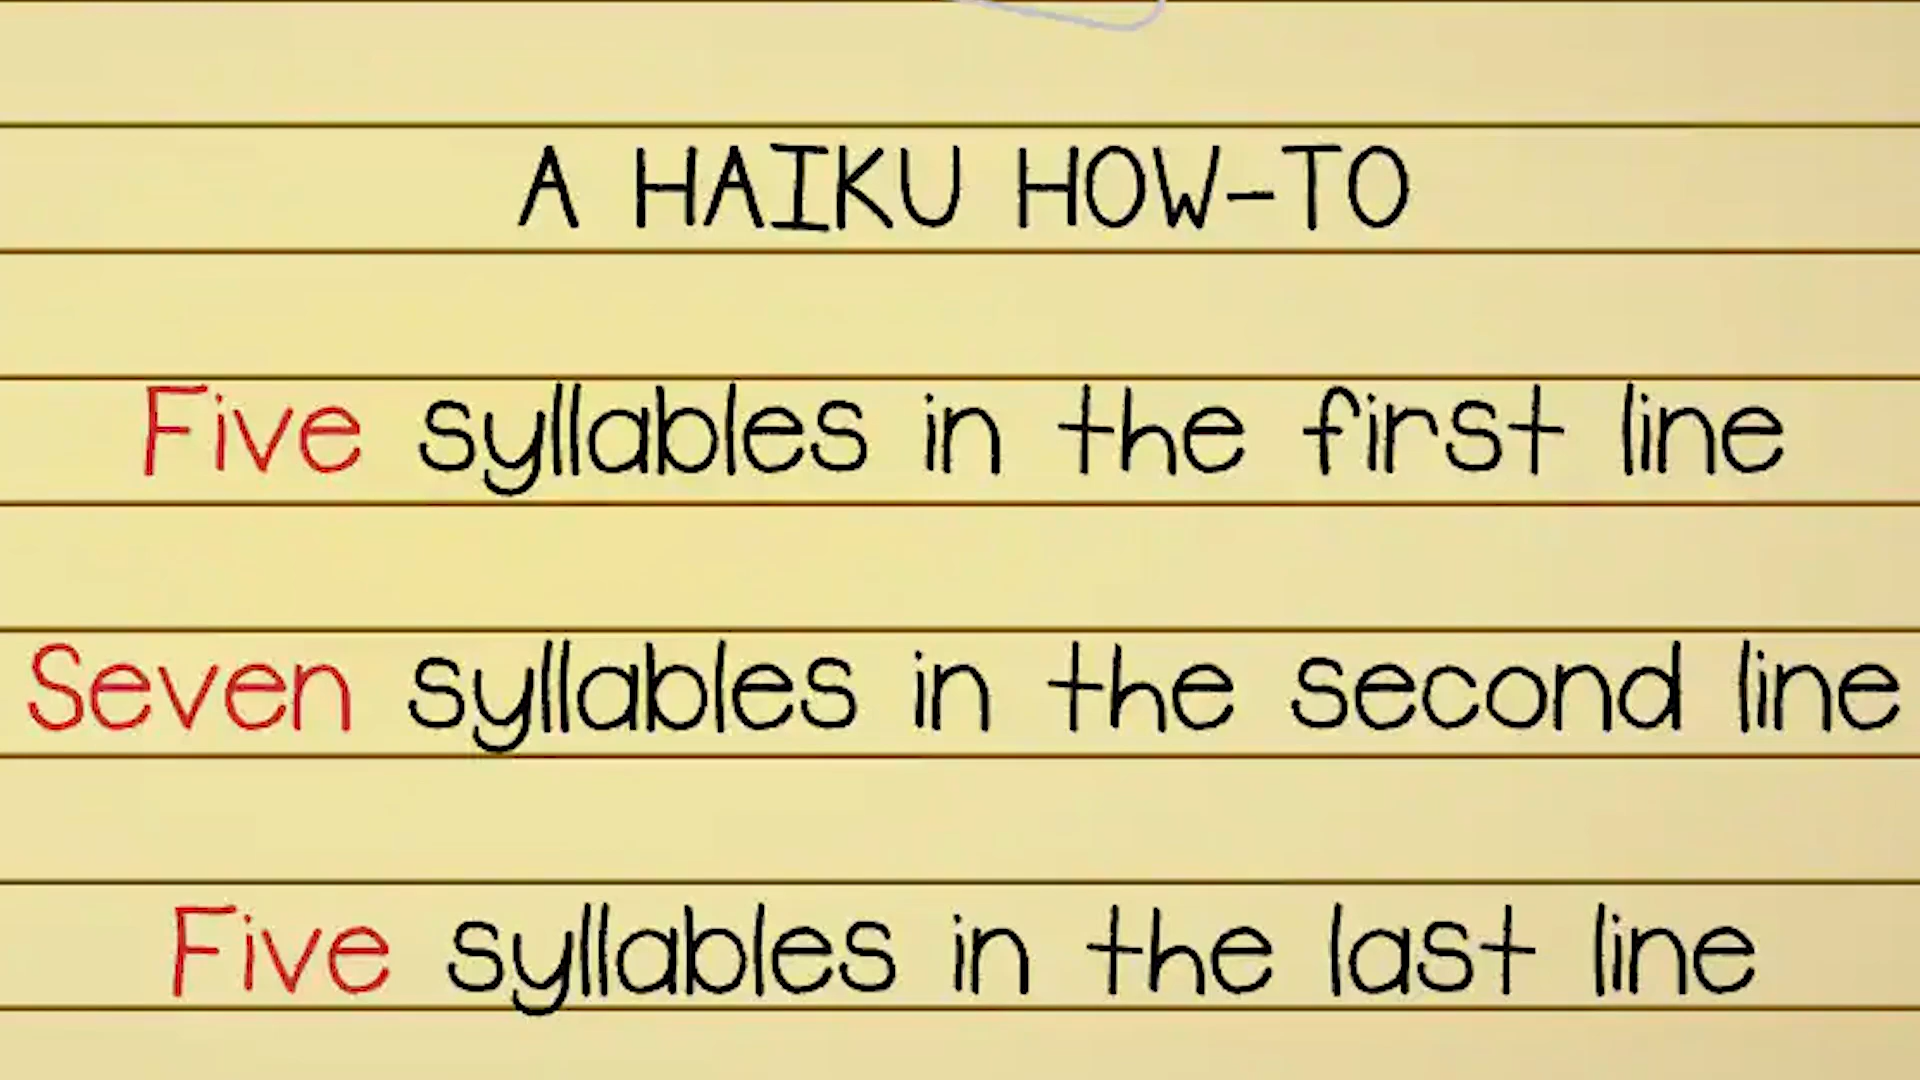 A HAIKU HOW-TO
Five syllables in the first line
Seven syllables in the second line
Five syllables in the last line